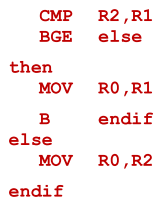 CMP R2,R1
BGE else
then
MOV R0,R1
B endif
else
MOV R0,R2
endif